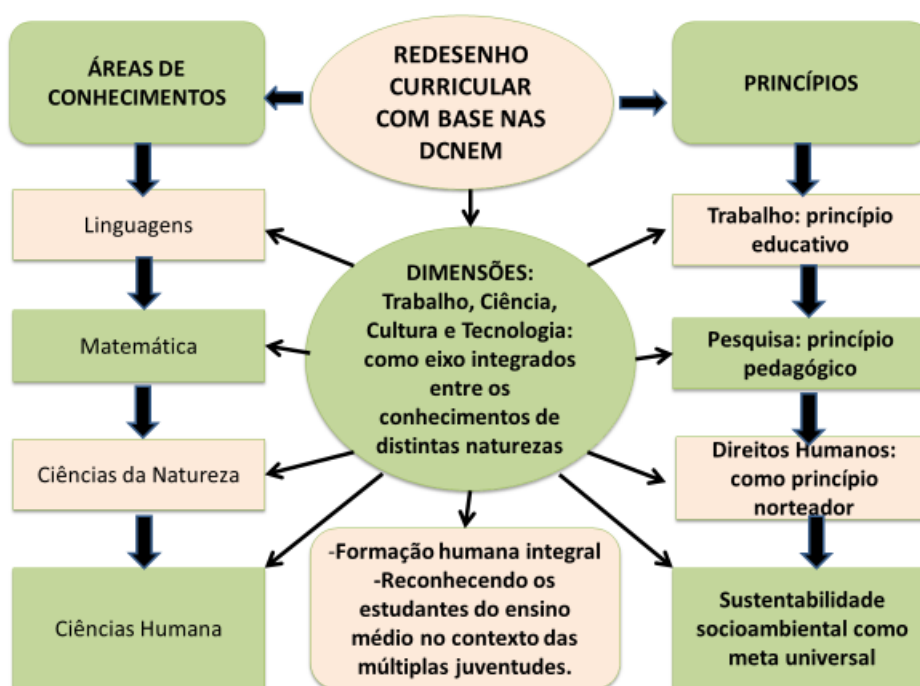 ÁREAS DE
CONHECIMENTOS
REDESENHO
CURRICULAR
COM BASE NAS
DCNEM
PRINCÍPIOS
Linguagens
Matemática
Ciências da Natureza
Ciências Humana
DIMENSÕES:
Trabalho, Ciência,
Cultura e Tecnologia:
como eixo integrados
entre os
conhecimentos de
distintas naturezas
-Formação humana integral
-Reconhecendo os
estudantes do ensino
médio no contexto das
múltiplas juventudes.
Trabalho: princípio
educativo
Pesquisa: princípio
pedagógico
Direitos Humanos:
como princípio
norteador
Sustentabilidade
socioambiental como
meta universal